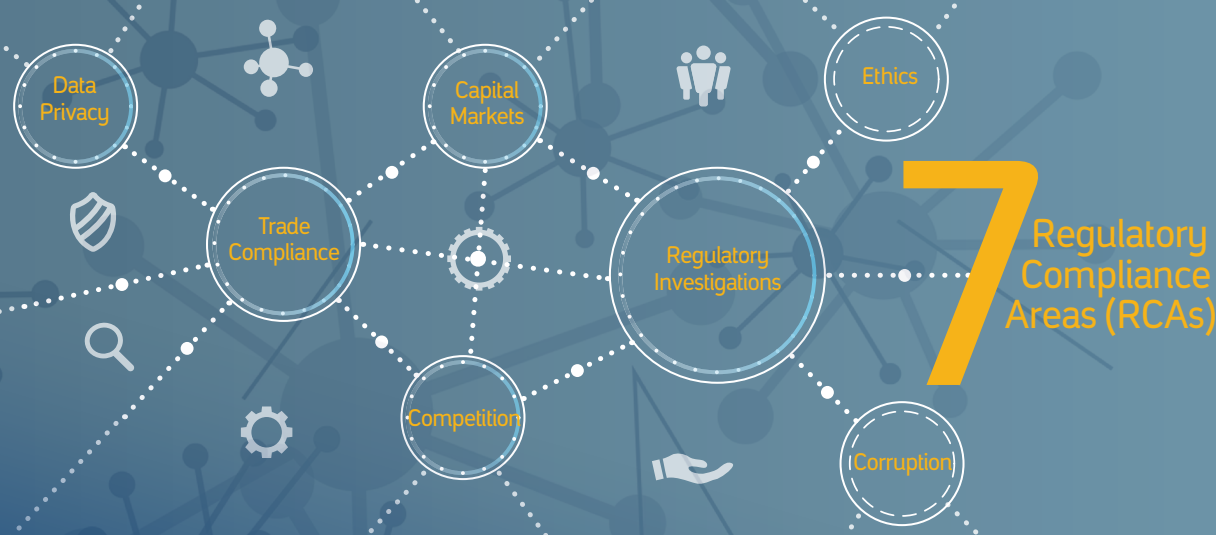 Data
Privacy
Capital
Markets
Ethics
Trade
Compliance
Regulatory
Investigations
7
Regulatory
Compliance
Areas (RCAs)
Competition
Corruption